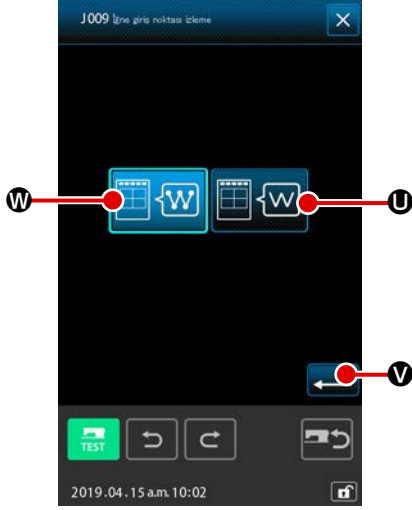 J009 İğne giriş noktası izleme
W
U
V
TEST
2019.04.15 a.m. 10:02